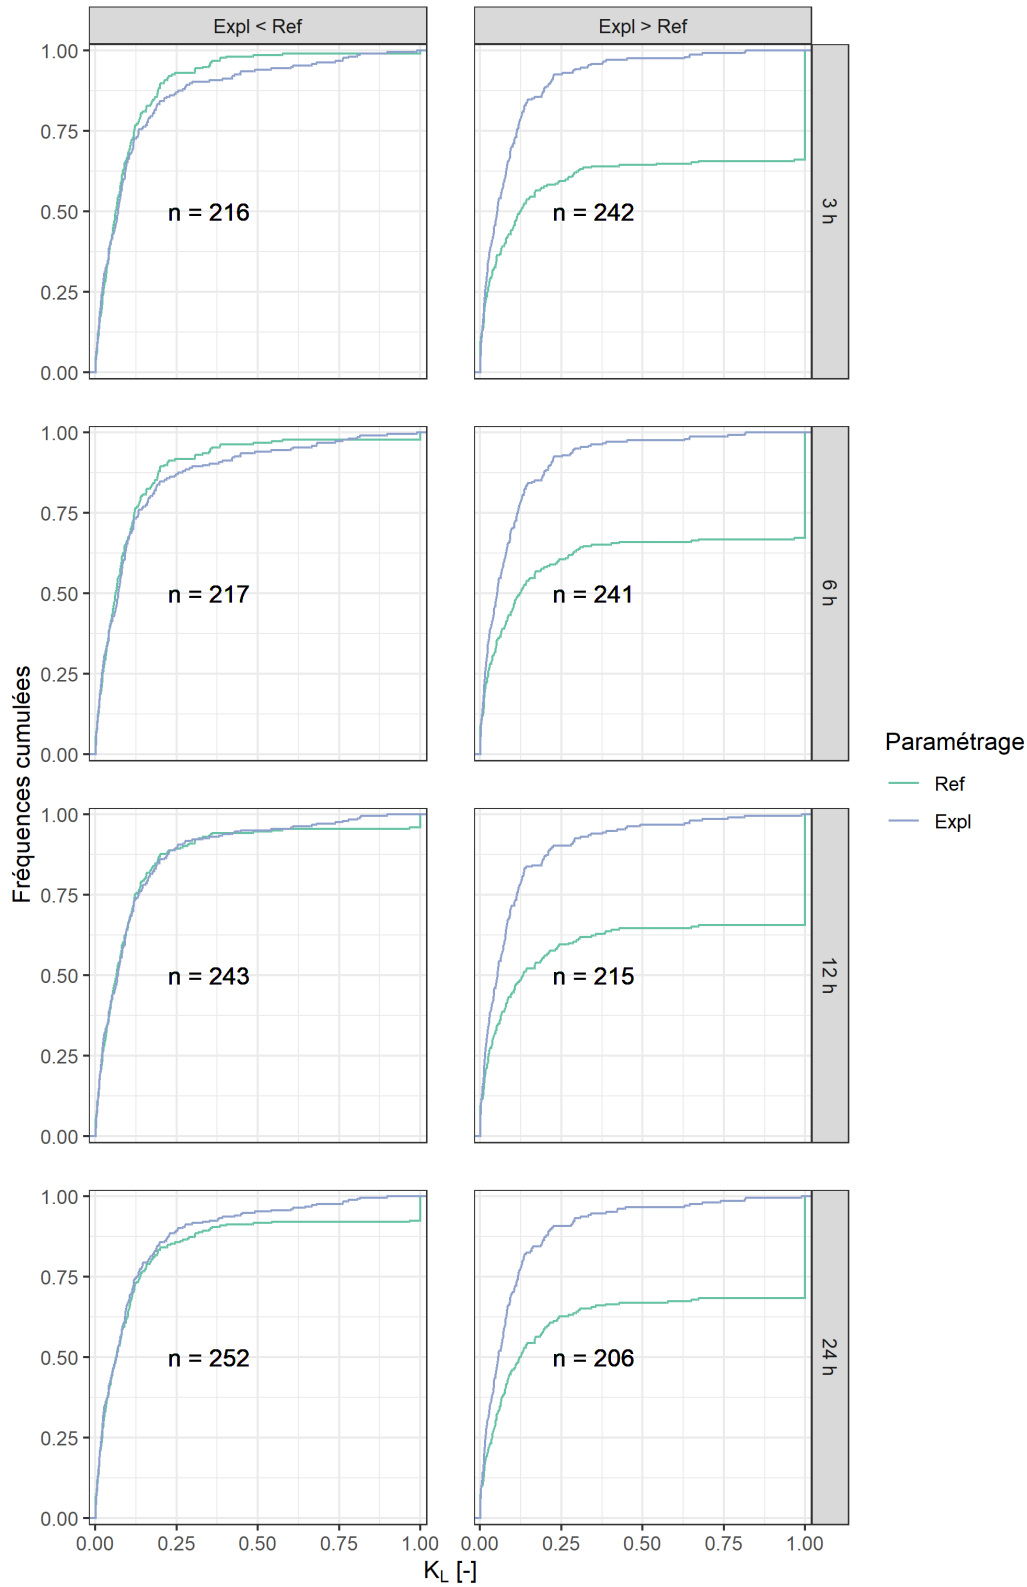 Expl < Ref
Expl > Ref
1.00
0.75
0.50
0.25
0.00
n = 216
n = 242
3 h
1.00
0.75
0.50
0.25
0.00
n = 217
n = 241
6 h
1.00
0.75
0.50
0.25
0.00
n = 243
n = 215
12 h
1.00
0.75
0.50
0.25
0.00
n = 252
n = 206
24 h
0.00 0.25 0.50 0.75 1.00
0.00 0.25 0.50 0.75 1.00
K_L [-]
Fréquences cumulées
Paramétrage
Ref
Expl